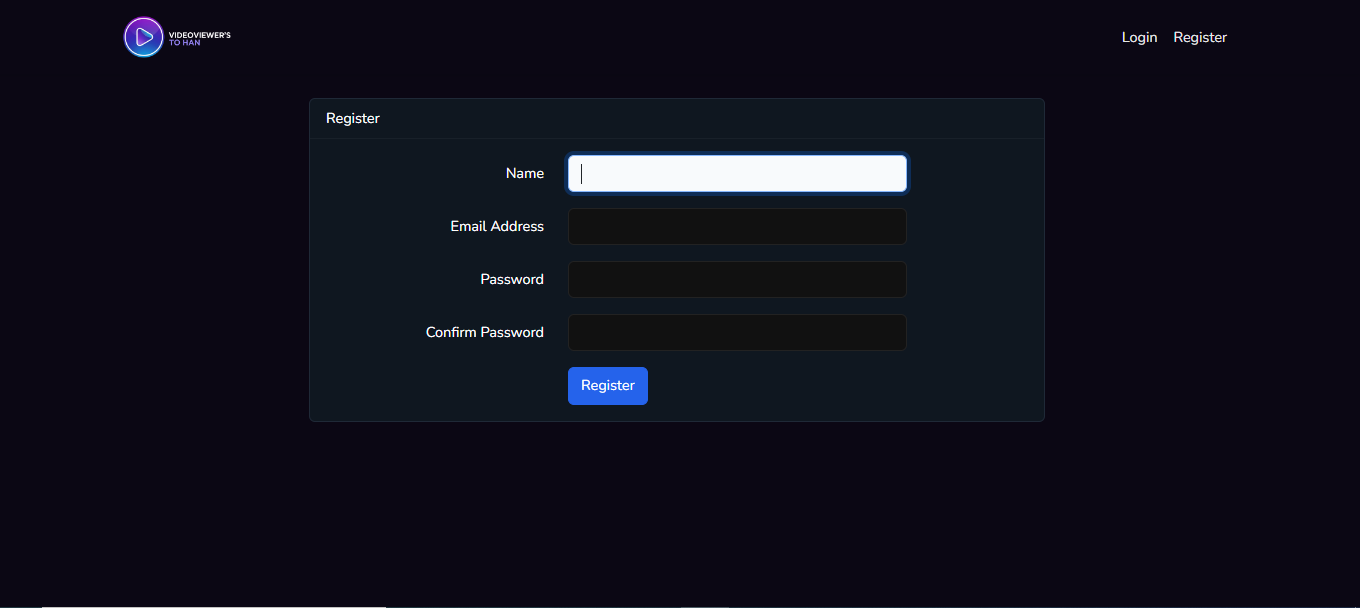 VIDEOVIEWER'S
TO HAN
Login Register
Register
Name
Email Address
Password
Confirm Password
Register